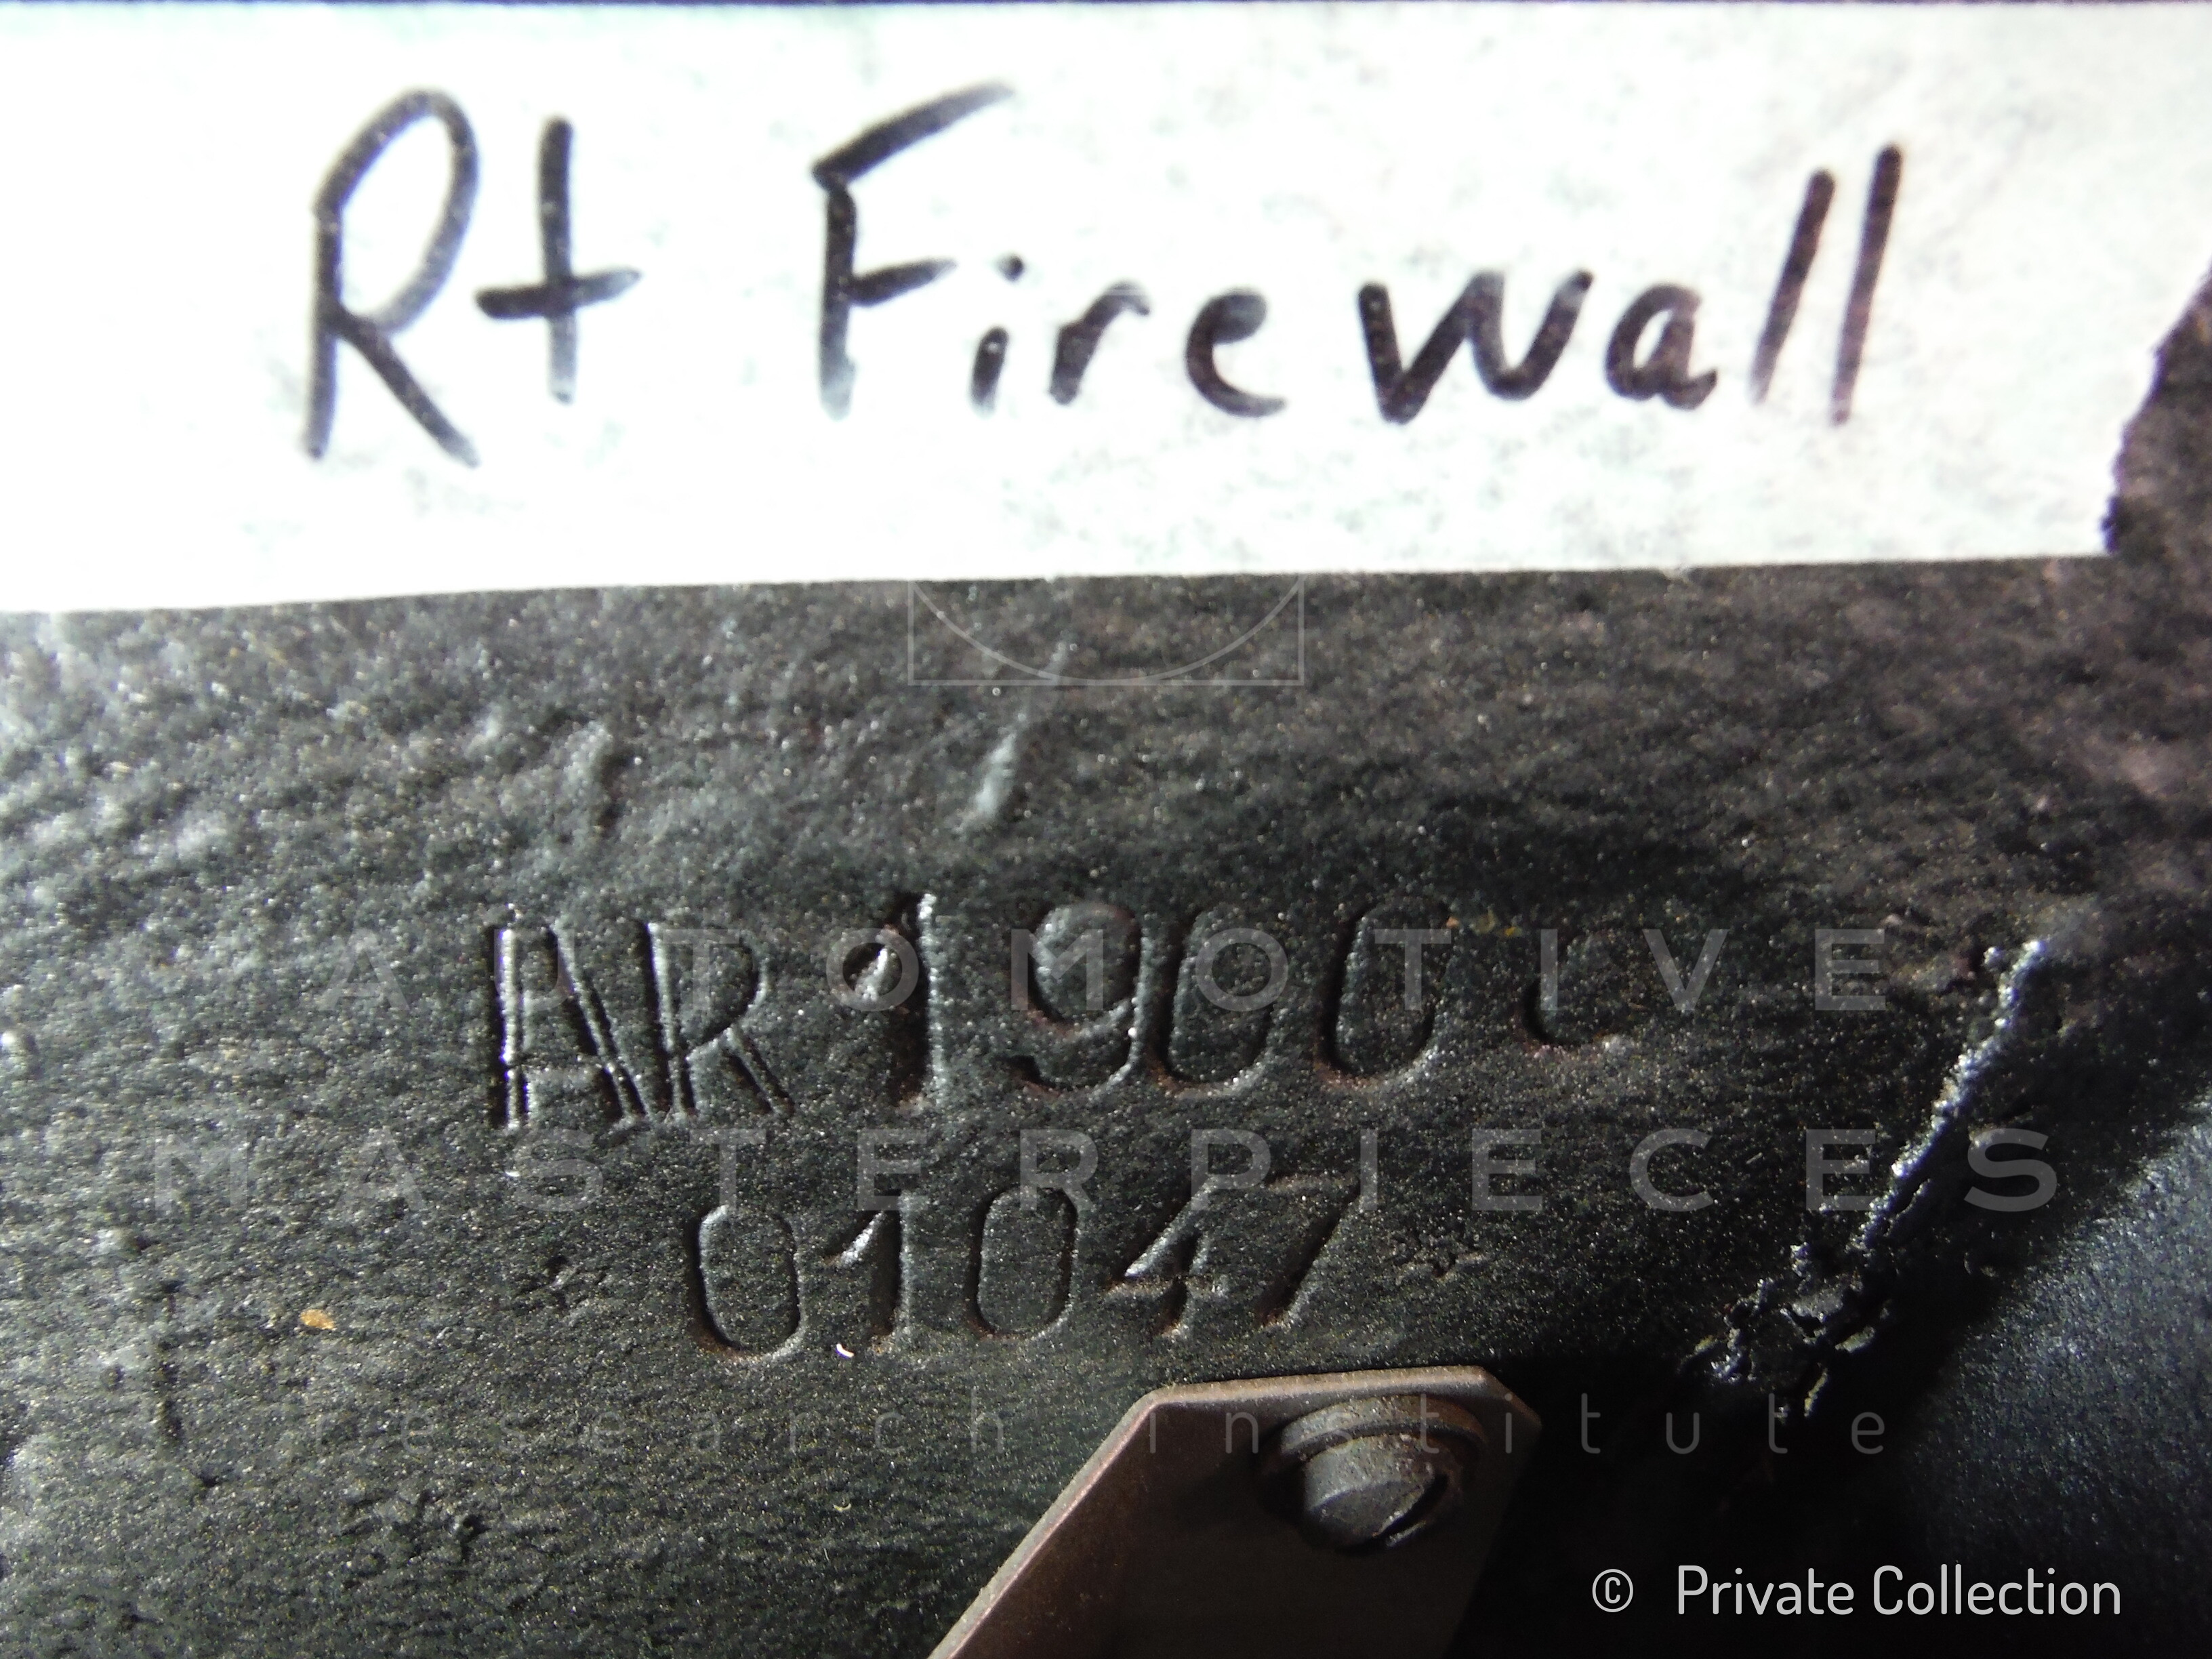 Rt Firewall
AR 1900 C
AUTOMOTIVE
MASTERPIECES
* 01047 *
research institute
© Private Collection